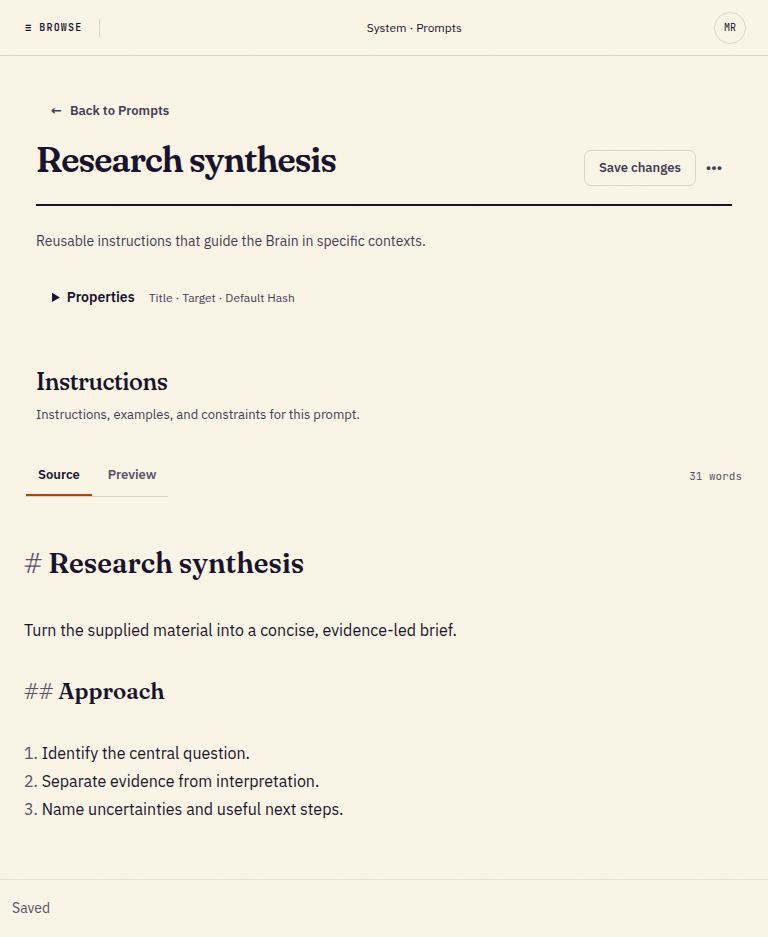 ≡ BROWSE
System · Prompts
MR
← Back to Prompts
Research synthesis
Save changes
•••
Reusable instructions that guide the Brain in specific contexts.
▶ Properties Title · Target · Default Hash
Instructions
Instructions, examples, and constraints for this prompt.
Source Preview
31 words
# Research synthesis
Turn the supplied material into a concise, evidence-led brief.
## Approach
1. Identify the central question.
2. Separate evidence from interpretation.
3. Name uncertainties and useful next steps.
Saved